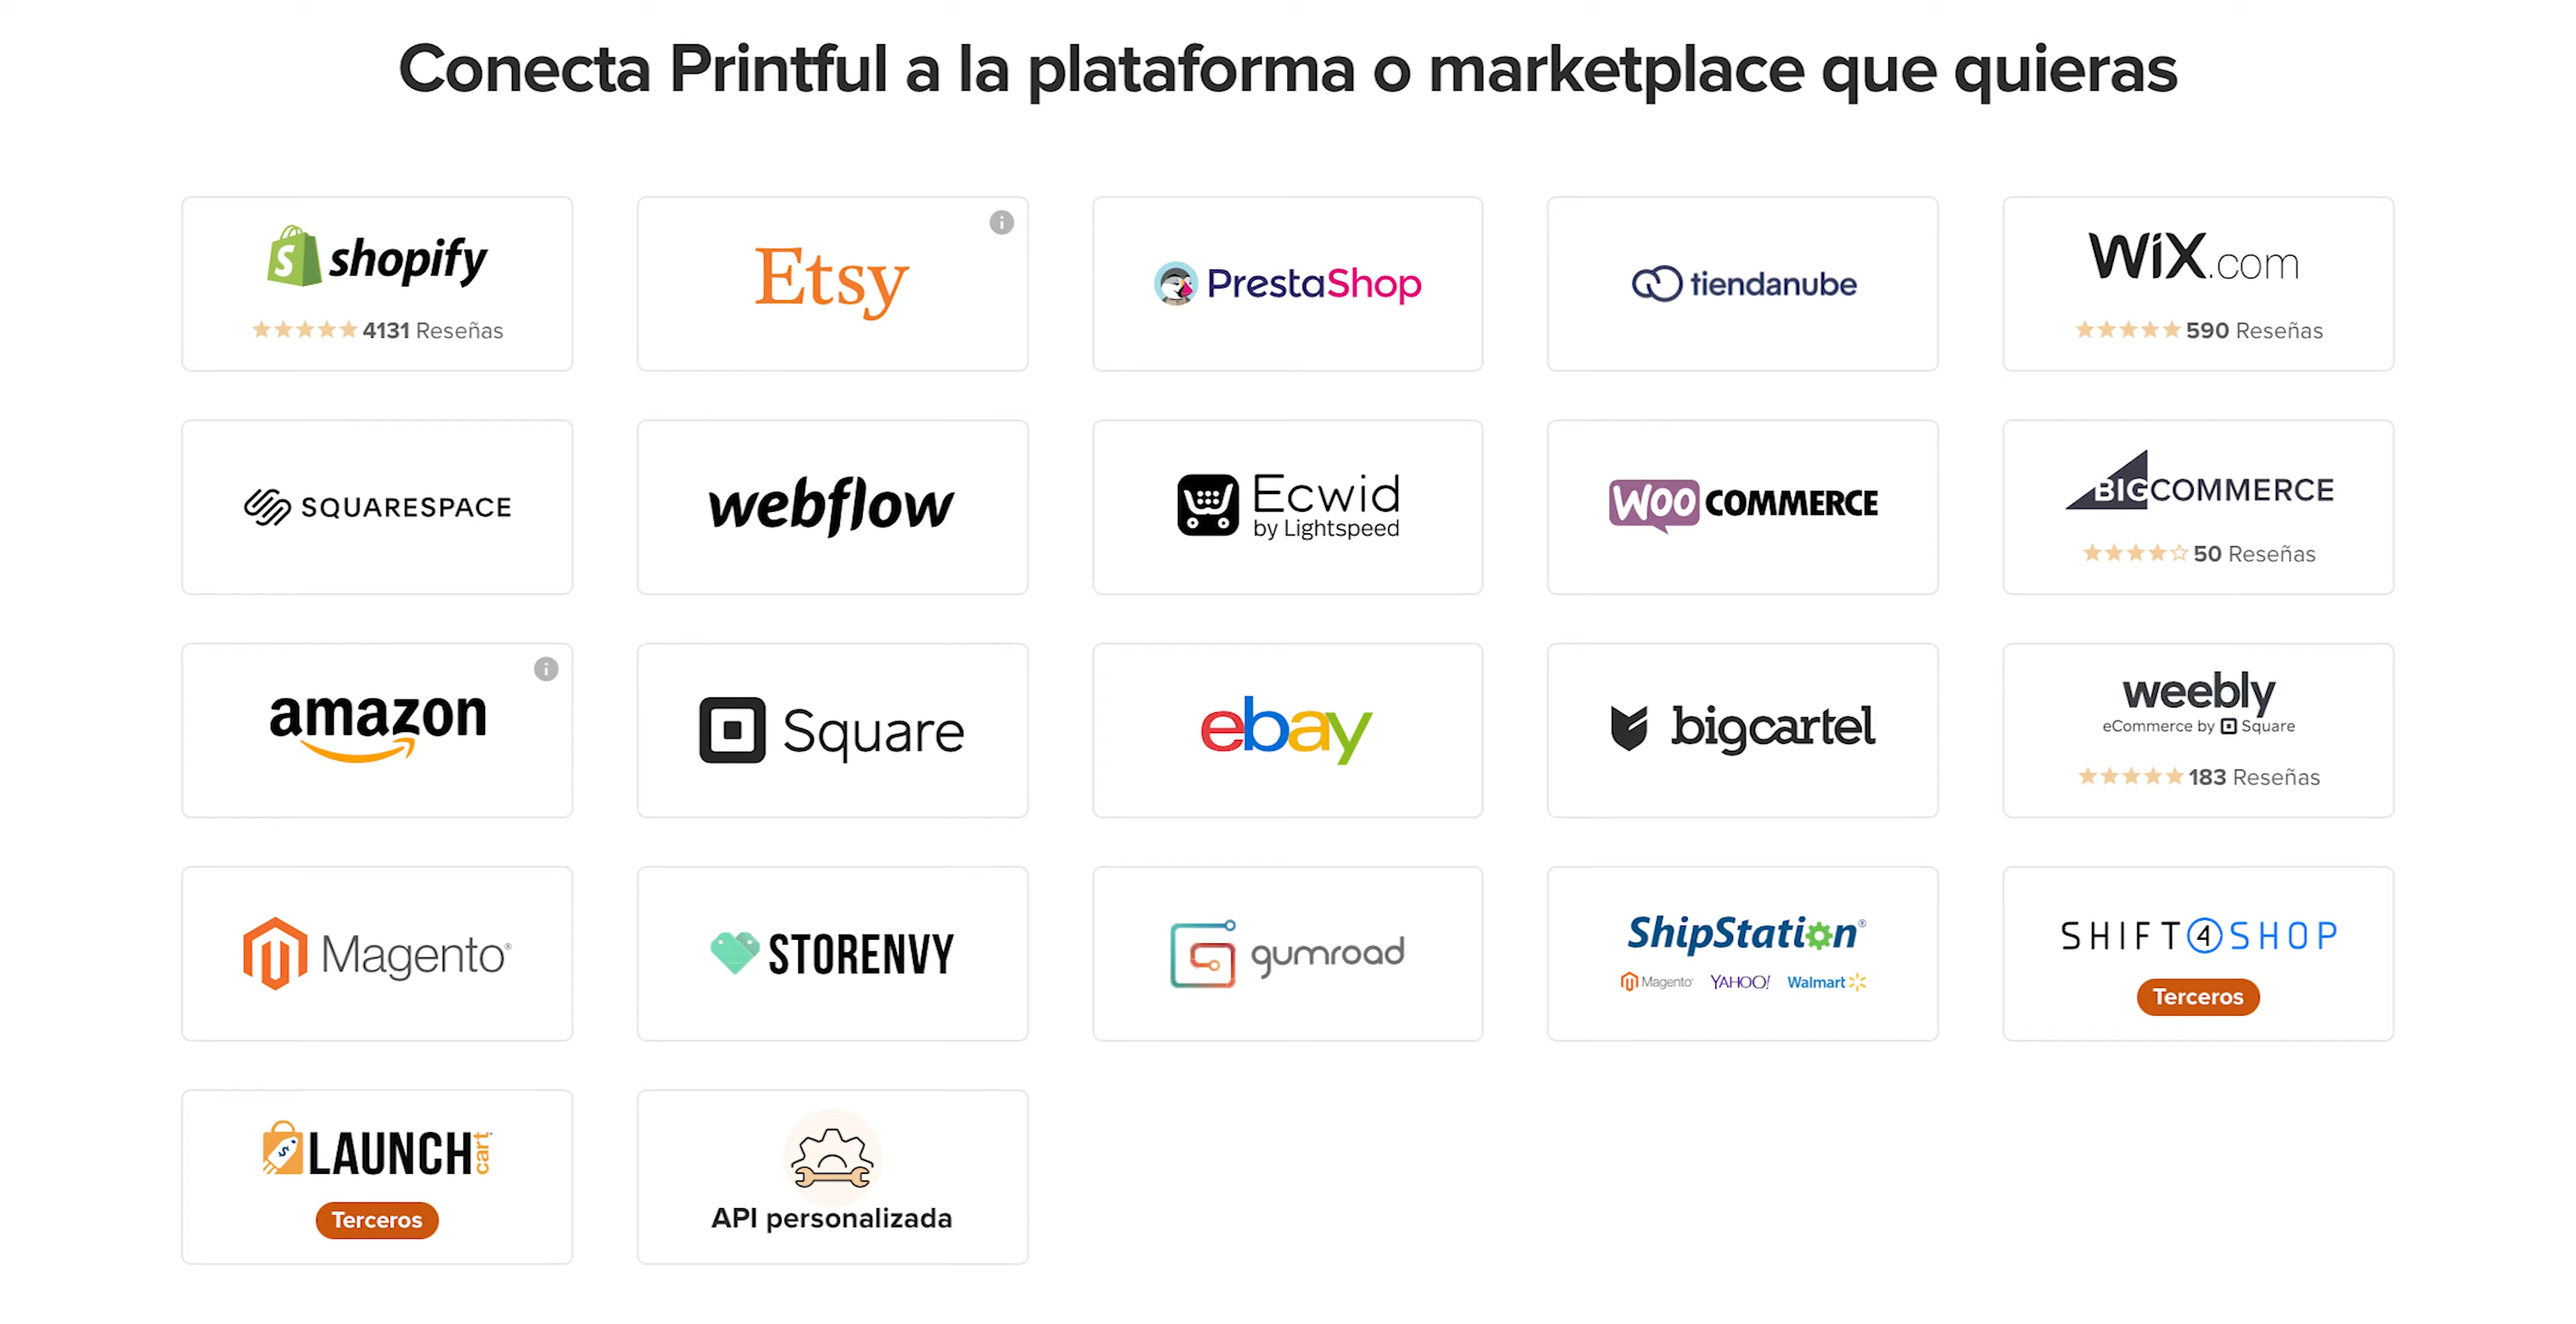 Conecta Printful a la plataforma o marketplace que quieras
shopify
4131 Reseñas
Etsy
PrestaShop
tiendanube
WiX.com
590 Reseñas
SQUARESPACE
webflow
Ecwid
by Lightspeed
WOO COMMERCE
BIGCOMMERCE
50 Reseñas
amazon
Square
ebay
bigcartel
weebly
eCommerce by Square
183 Reseñas
Magento®
STORENVY
gumroad
ShipStation®
Magento YAHOO! Walmart
SHIFT4SHOP
Terceros
LAUNCH cart
Terceros
API personalizada